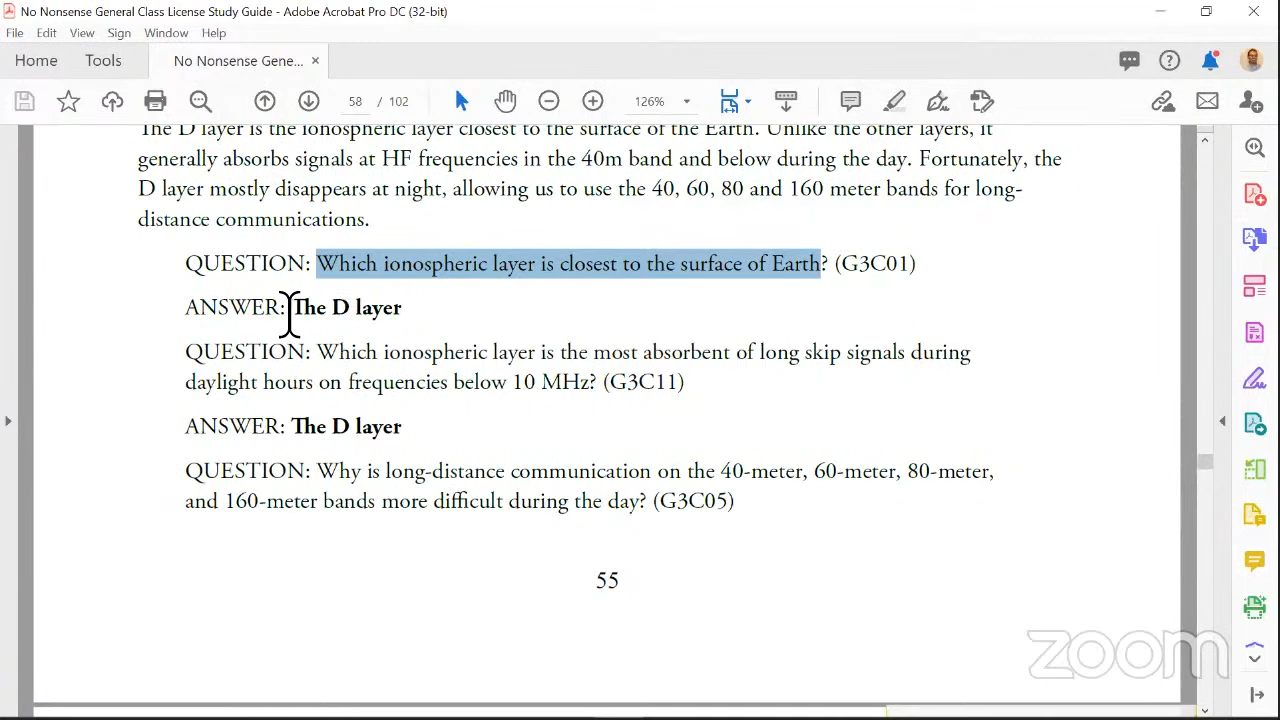 No Nonsense General Class License Study Guide - Adobe Acrobat Pro DC (32-bit)
File Edit View Sign Window Help
Home Tools No Nonsense Gene... ×
58 / 102 126%
The D layer is the ionospheric layer closest to the surface of the Earth. Unlike the other layers, it
generally absorbs signals at HF frequencies in the 40m band and below during the day. Fortunately, the
D layer mostly disappears at night, allowing us to use the 40, 60, 80 and 160 meter bands for long-
distance communications.
QUESTION: Which ionospheric layer is closest to the surface of Earth? (G3C01)
ANSWER: The D layer
QUESTION: Which ionospheric layer is the most absorbent of long skip signals during
daylight hours on frequencies below 10 MHz? (G3C11)
ANSWER: The D layer
QUESTION: Why is long-distance communication on the 40-meter, 60-meter, 80-meter,
and 160-meter bands more difficult during the day? (G3C05)
55
zoom